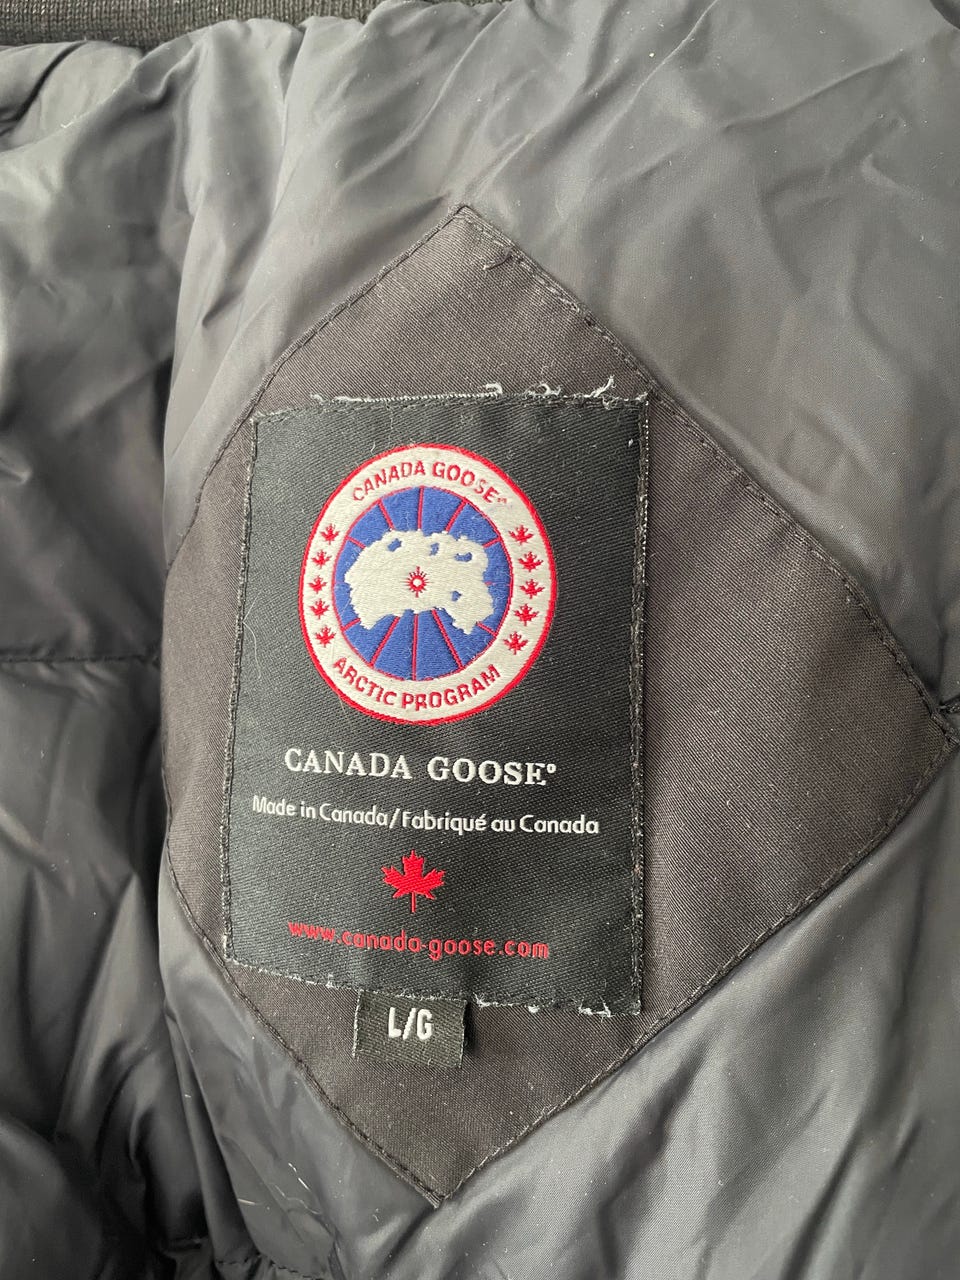 CANADA GOOSE®
ARCTIC PROGRAM
CANADA GOOSE®
Made in Canada/Fabriqué au Canada
www.canada-goose.com
L/G